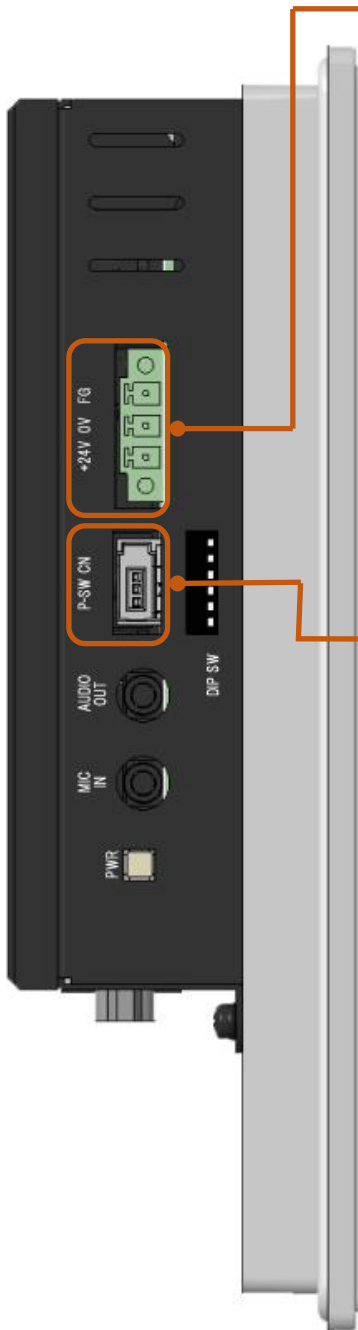 +24V 0V FG
P-SW CN
DIP SW
AUDIO
OUT
MIC
IN
PWR